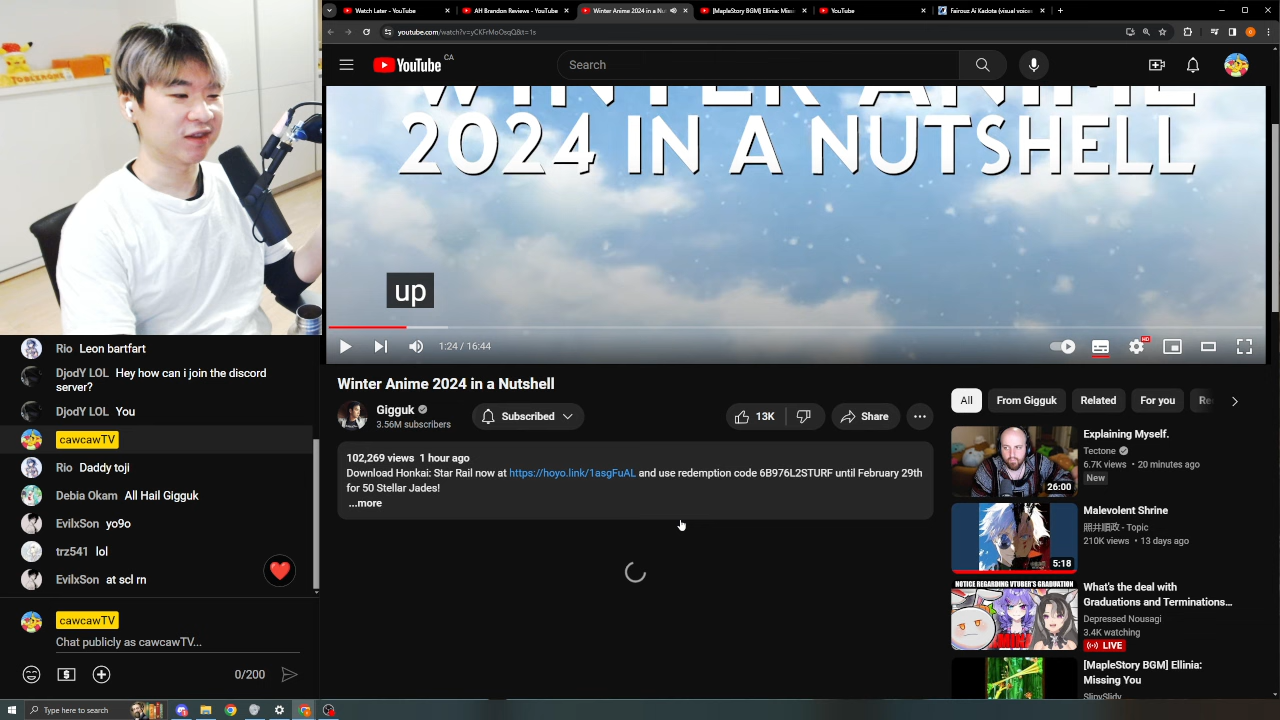 Watch Later - YouTube
AH Brandon Reviews - YouTube
Winter Anime 2024 in a Nu
[MapleStory BGM] Ellinia: Missi
YouTube
Fairouz Ai Kadota (visual voice
youtube.com/watch?v=yCKFrMoOsqQ&t=1s
YouTube CA
Search
WINTER ANIME
2024 IN A NUTSHELL
up
1:24 / 16:44
HD
Winter Anime 2024 in a Nutshell
Gigguk
3.56M subscribers
Subscribed
13K
Share
102,269 views 1 hour ago
Download Honkai: Star Rail now at https://hoyo.link/1asgFuAL and use redemption code 6B976L2STURF until February 29th
for 50 Stellar Jades!
...more
All
From Gigguk
Related
For you
Re
Explaining Myself.
Tectone
6.7K views • 20 minutes ago
New
26:00
Malevolent Shrine
照井順政 - Topic
210K views • 13 days ago
5:18
NOTICE REGARDING VTUBER'S GRADUATION
What's the deal with
Graduations and Terminations…
Depressed Nousagi
3.4K watching
LIVE
[MapleStory BGM] Ellinia:
Missing You
SlipySlidy
Rio Leon bartfart
DjodY LOL Hey how can i join the discord
server?
DjodY LOL You
cawcawTV
Rio Daddy toji
Debia Okam All Hail Gigguk
EvilxSon yo9o
trz541 lol
EvilxSon at scl rn
cawcawTV
Chat publicly as cawcawTV...
0/200
Type here to search